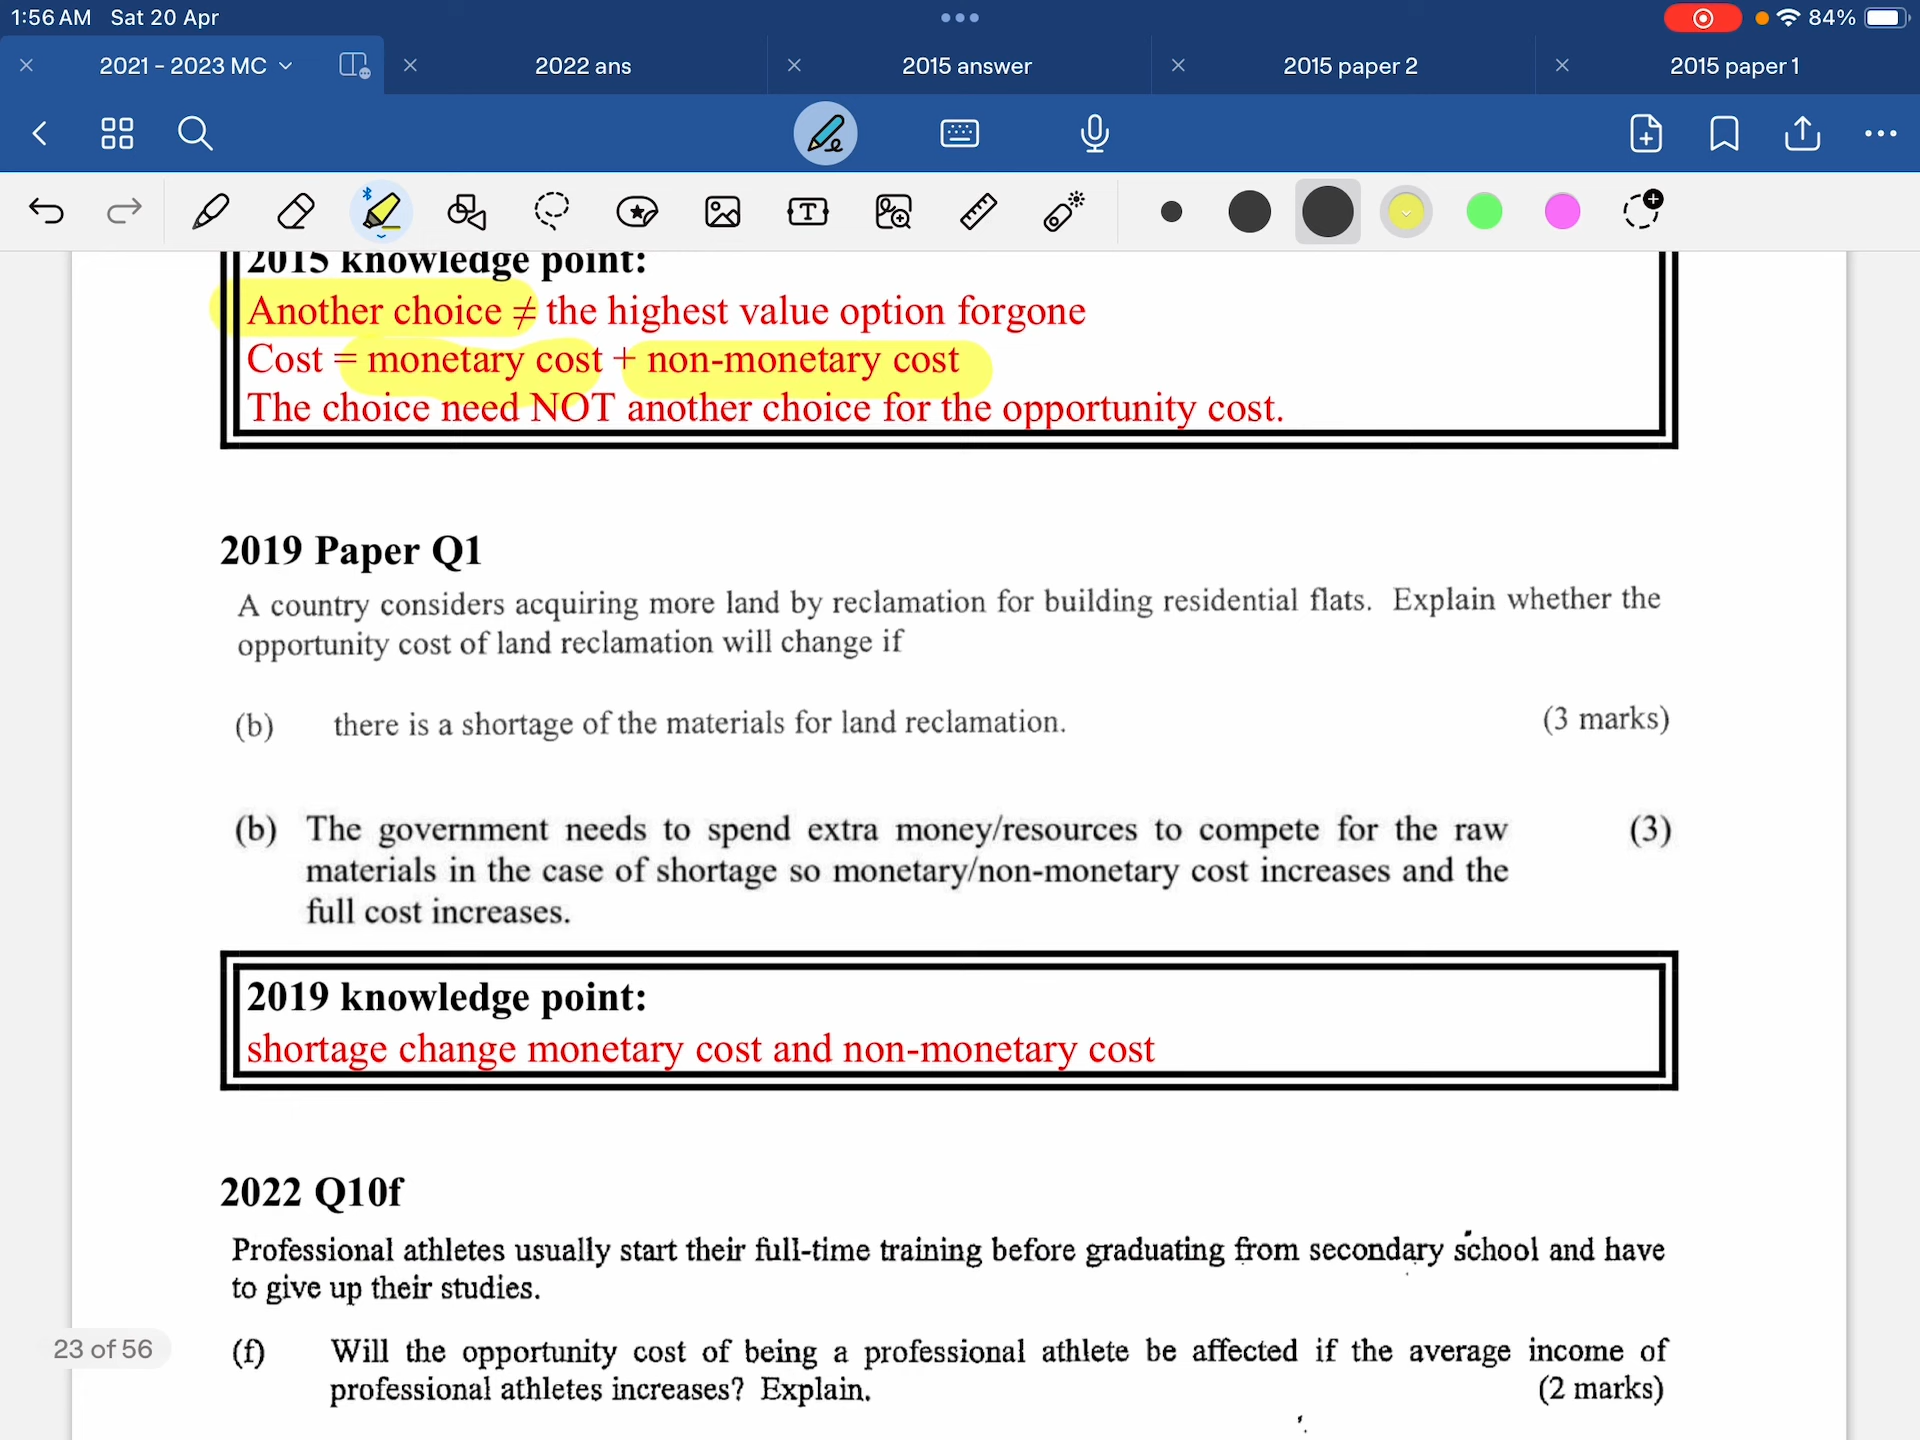 1:56 AM Sat 20 Apr
84%
2021 - 2023 MC
2022 ans
2015 answer
2015 paper 2
2015 paper 1
2015 knowledge point:
Another choice ≠ the highest value option forgone
Cost = monetary cost + non-monetary cost
The choice need NOT another choice for the opportunity cost.
2019 Paper Q1
A country considers acquiring more land by reclamation for building residential flats. Explain whether the
opportunity cost of land reclamation will change if
(b) there is a shortage of the materials for land reclamation. (3 marks)
(b) The government needs to spend extra money/resources to compete for the raw (3)
materials in the case of shortage so monetary/non-monetary cost increases and the
full cost increases.
2019 knowledge point:
shortage change monetary cost and non-monetary cost
2022 Q10f
Professional athletes usually start their full-time training before graduating from secondary school and have
to give up their studies.
23 of 56
(f) Will the opportunity cost of being a professional athlete be affected if the average income of
professional athletes increases? Explain. (2 marks)